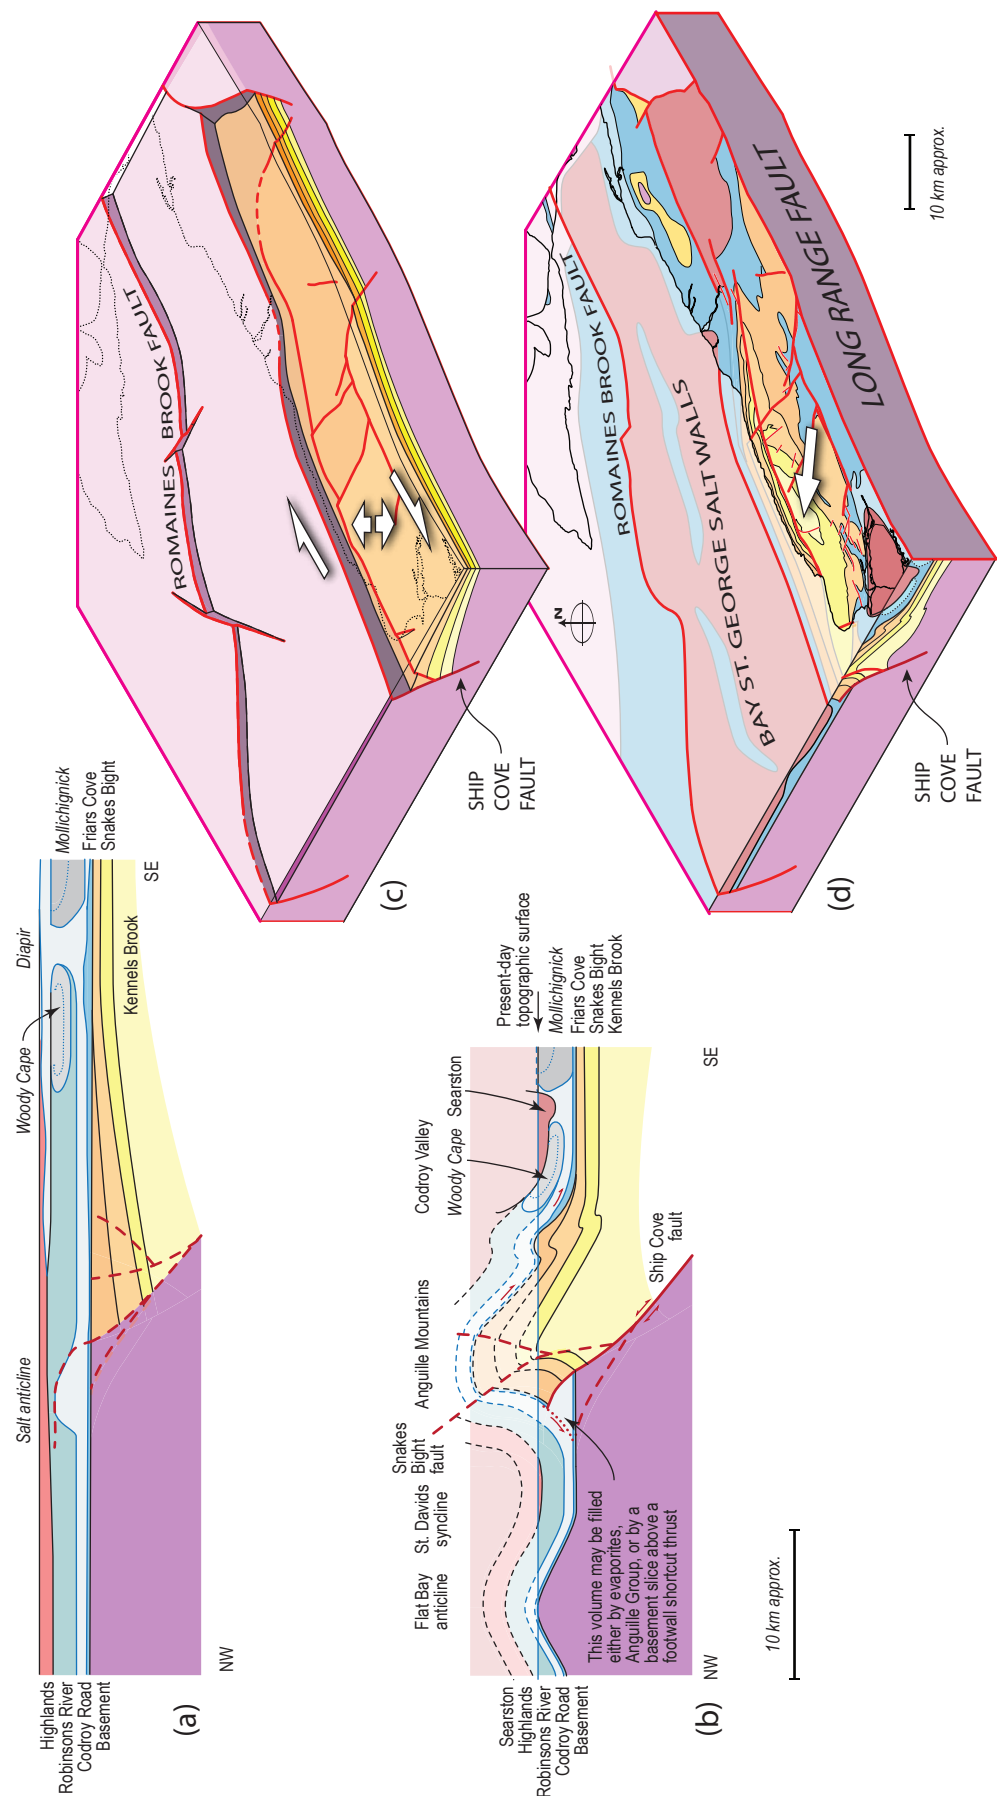 Salt anticline
Woody Cape
Diapir
Highlands
Robinsons River
Codroy Road
Basement
Mollichignick
Friars Cove
Snakes Bight
Kennels Brook
NW
SE
(a)
Flat Bay
anticline
St. Davids
syncline
Snakes
Bight
fault
Anguille Mountains
Codroy Valley
Woody Cape
Searston
Present-day
topographic surface
Searston
Highlands
Robinsons River
Codroy Road
Basement
Mollichignick
Friars Cove
Snakes Bight
Kennels Brook
This volume may be filled
either by evaporites,
Anguille Group, or by a
basement slice above a
footwall shortcut thrust
Ship Cove
fault
NW
SE
(b)
10 km approx.
ROMAINES BROOK FAULT
SHIP
COVE
FAULT
(c)
N
ROMAINES BROOK FAULT
BAY ST. GEORGE SALT WALLS
LONG RANGE FAULT
SHIP
COVE
FAULT
(d)
10 km approx.